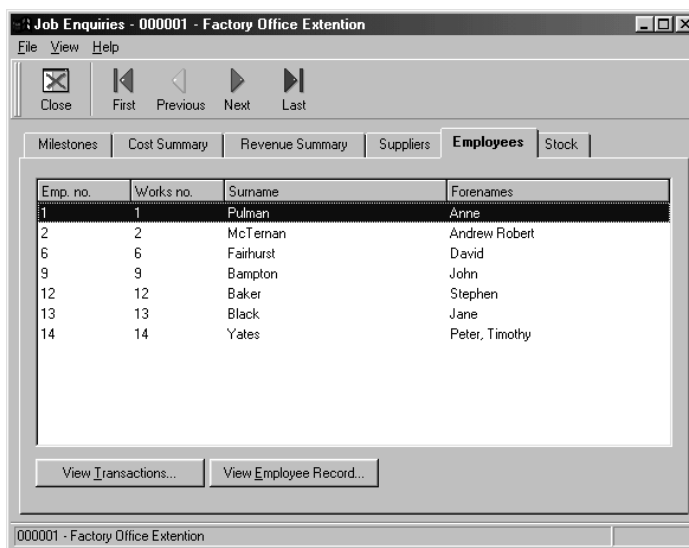 Job Enquiries - 000001 - Factory Office Extention
File View Help
Close First Previous Next Last
Milestones Cost Summary Revenue Summary Suppliers Employees Stock
Emp. no. Works no. Surname Forenames
1 1 Pulman Anne
2 2 McTernan Andrew Robert
6 6 Fairhurst David
9 9 Bampton John
12 12 Baker Stephen
13 13 Black Jane
14 14 Yates Peter, Timothy
View Transactions... View Employee Record...
000001 - Factory Office Extention